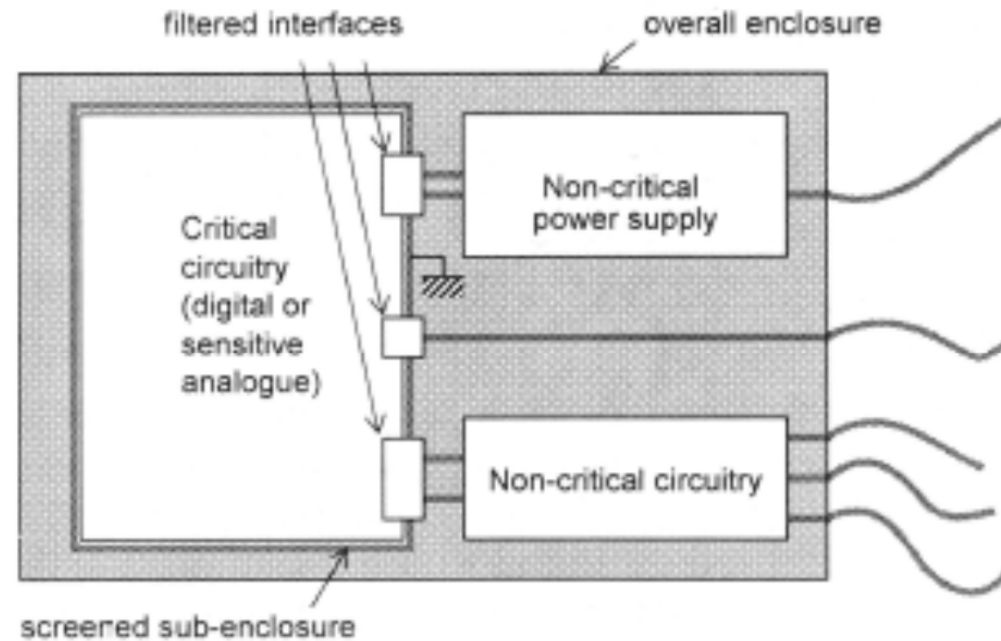 filtered interfaces
overall enclosure
Critical
circuitry
(digital or
sensitive
analogue)
Non-critical
power supply
Non-critical circuitry
screened sub-enclosure